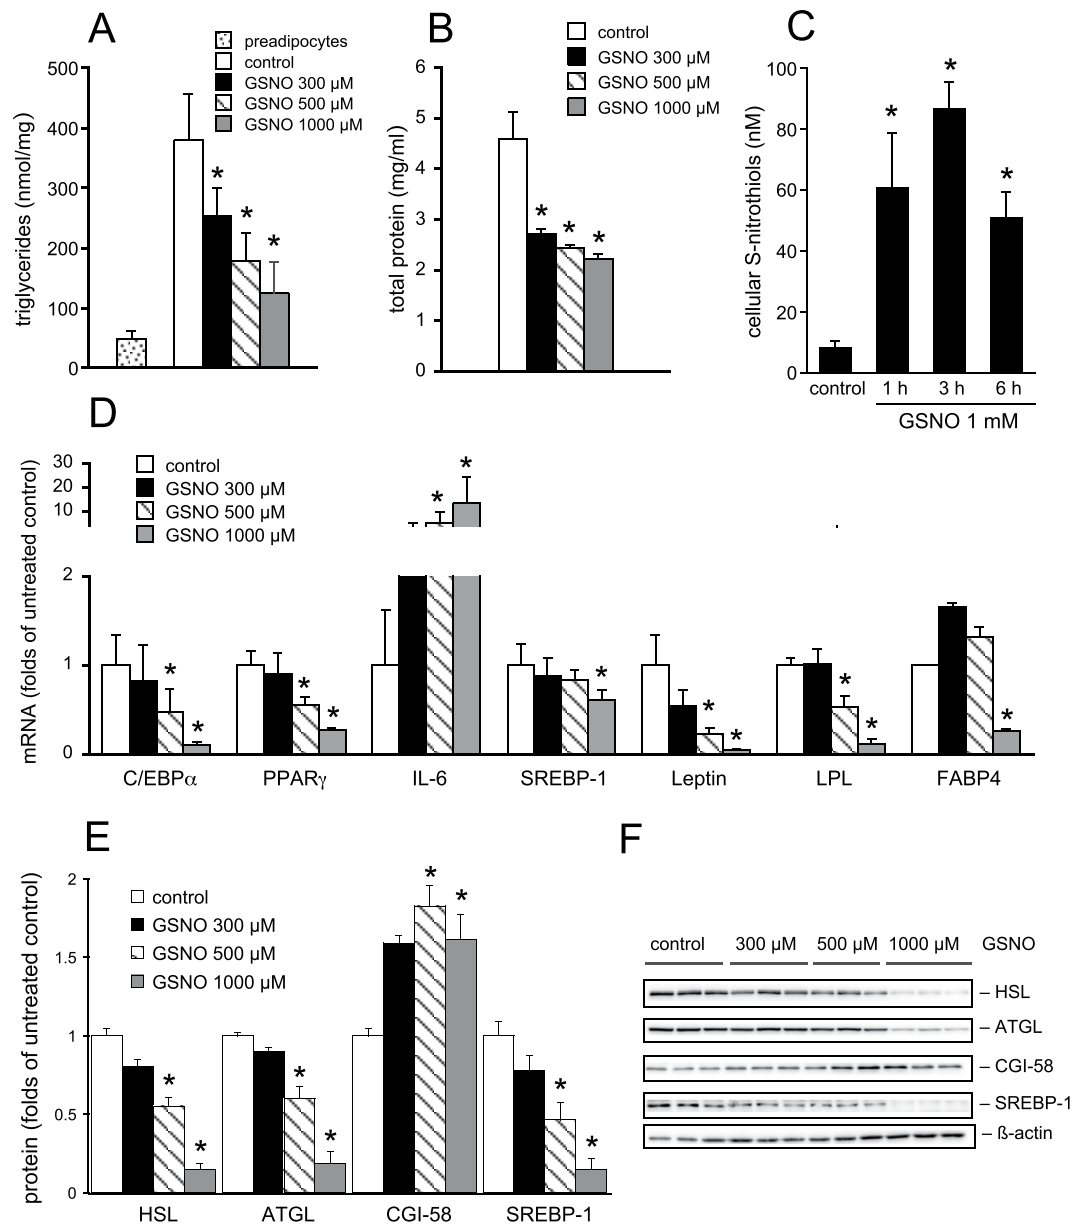 A
preadipocytes
control
GSNO 300 µM
GSNO 500 µM
GSNO 1000 µM
triglycerides (nmol/mg)
500
400
300
200
100
0
* * *
B
control
GSNO 300 µM
GSNO 500 µM
GSNO 1000 µM
total protein (mg/ml)
6
5
4
3
2
1
0
* * *
C
cellular S-nitrothiols (nM)
100
80
60
40
20
0
* * *
control 1 h 3 h 6 h
GSNO 1 mM
D
control
GSNO 300 µM
GSNO 500 µM
GSNO 1000 µM
mRNA (folds of untreated control)
30
20
10
2
1
0
* * * * * * * * * * * *
C/EBPα PPARγ IL-6 SREBP-1 Leptin LPL FABP4
E
control
GSNO 300 µM
GSNO 500 µM
GSNO 1000 µM
protein (folds of untreated control)
2
1.5
1
0.5
0
* * * * * * * *
HSL ATGL CGI-58 SREBP-1
F
control 300 µM 500 µM 1000 µM GSNO
– HSL
– ATGL
– CGI-58
– SREBP-1
– ß-actin